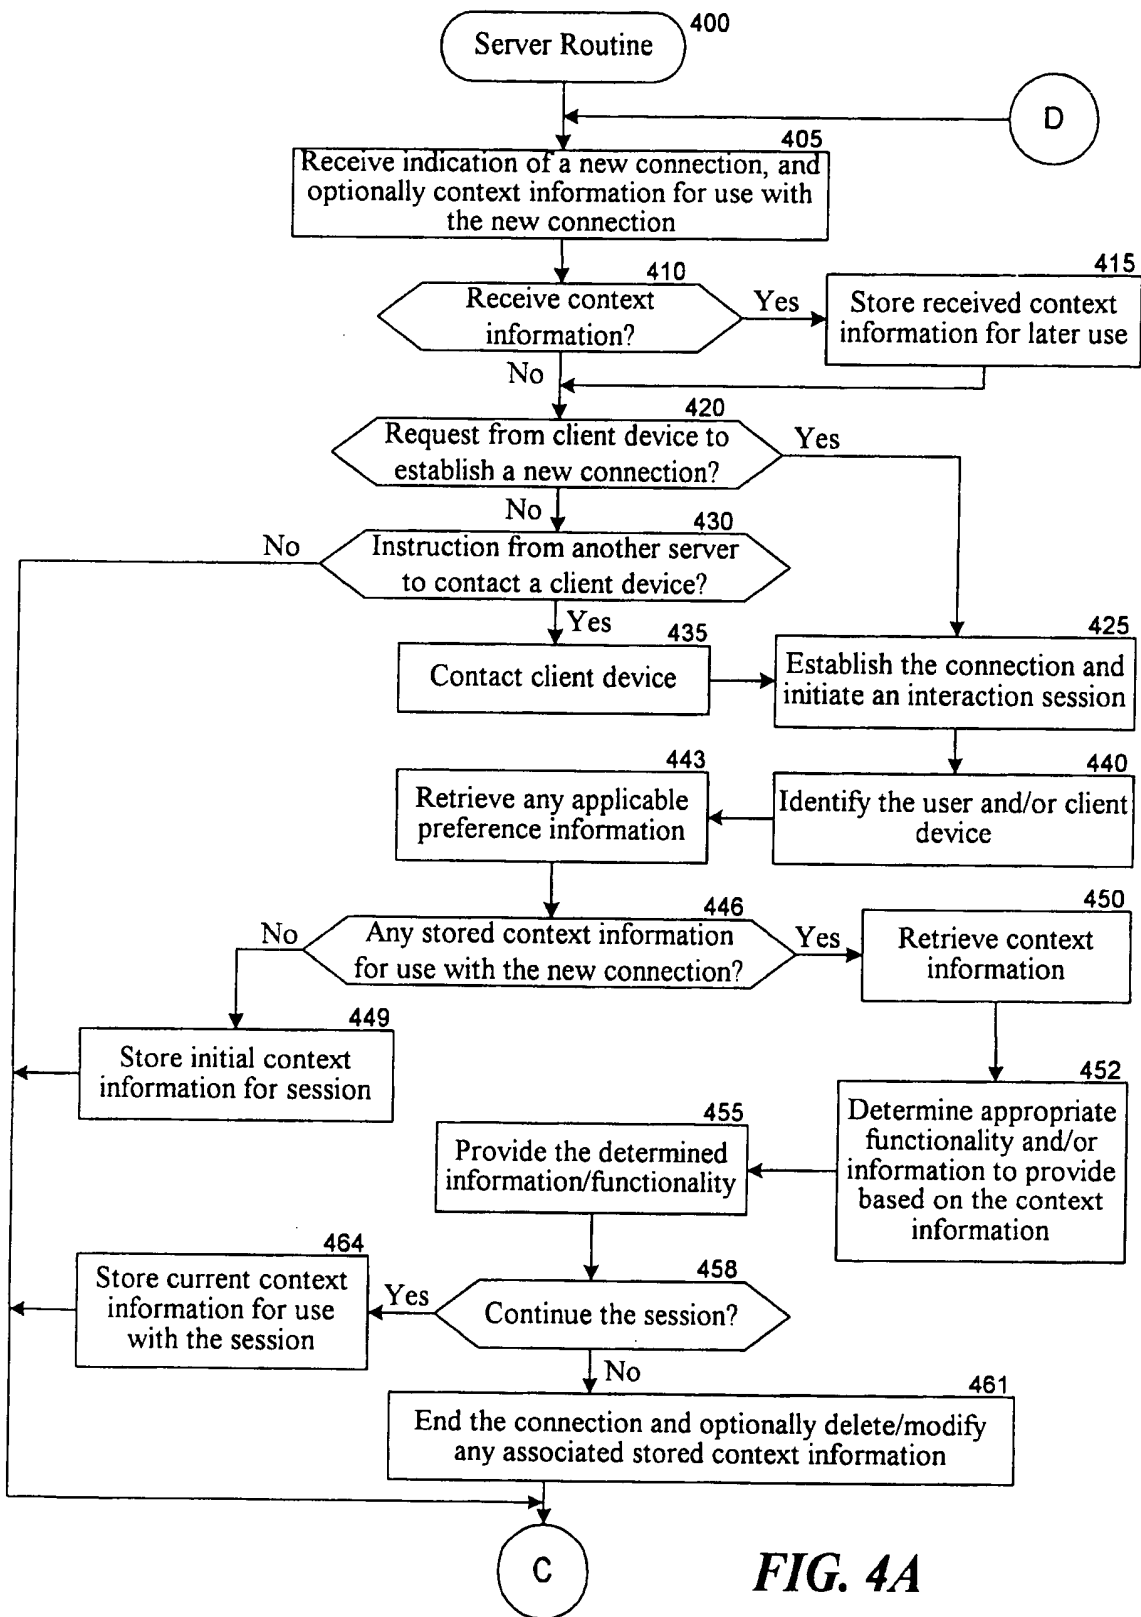 400
Server Routine
D
405
Receive indication of a new connection, and
optionally context information for use with
the new connection
410
Receive context
information?
Yes
No
415
Store received context
information for later use
420
Request from client device to
establish a new connection?
Yes
No
430
Instruction from another server
to contact a client device?
No
Yes
435
Contact client device
425
Establish the connection and
initiate an interaction session
440
Identify the user and/or client
device
443
Retrieve any applicable
preference information
446
Any stored context information
for use with the new connection?
No
Yes
450
Retrieve context
information
449
Store initial context
information for session
452
Determine appropriate
functionality and/or
information to provide
based on the context
information
455
Provide the determined
information/functionality
458
Continue the session?
Yes
No
464
Store current context
information for use
with the session
461
End the connection and optionally delete/modify
any associated stored context information
C
FIG. 4A